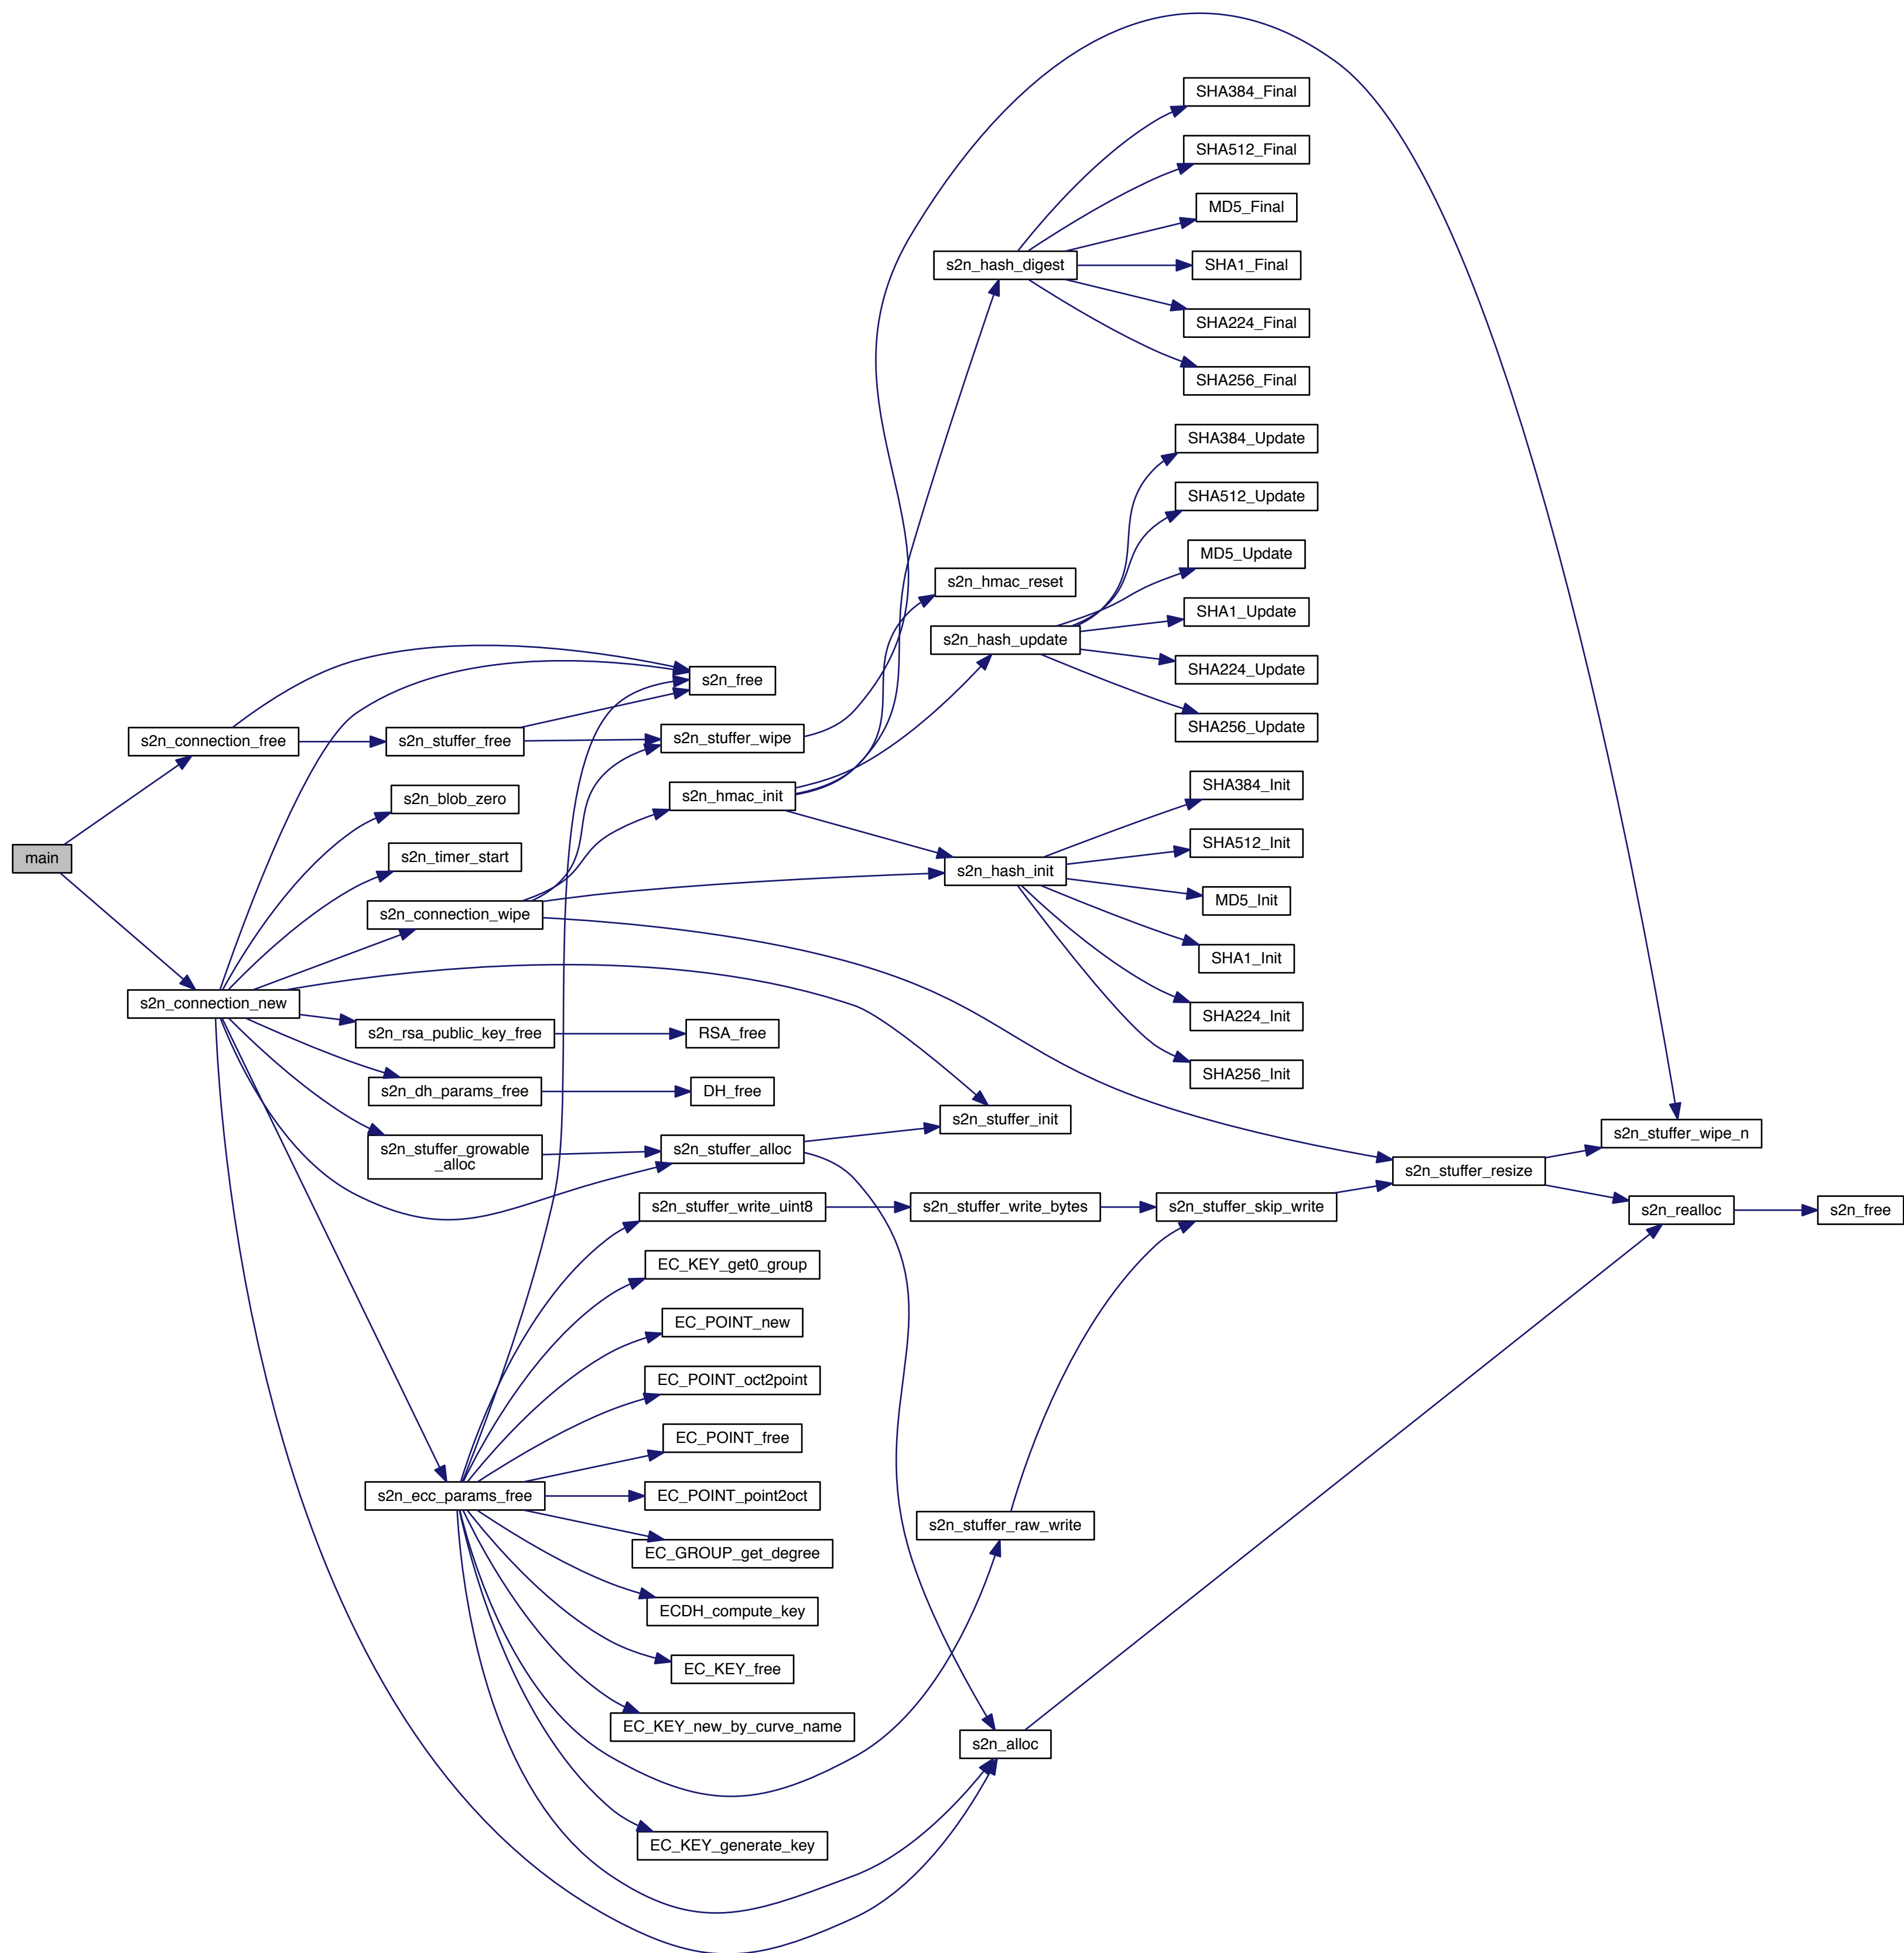 SHA384_Final
SHA512_Final
MD5_Final
s2n_hash_digest
SHA1_Final
SHA224_Final
SHA256_Final
SHA384_Update
SHA512_Update
MD5_Update
s2n_hmac_reset
SHA1_Update
s2n_hash_update
SHA224_Update
s2n_free
SHA256_Update
s2n_connection_free
s2n_stuffer_free
s2n_stuffer_wipe
SHA384_Init
s2n_blob_zero
s2n_hmac_init
SHA512_Init
main
s2n_timer_start
s2n_hash_init
MD5_Init
s2n_connection_wipe
SHA1_Init
s2n_connection_new
SHA224_Init
s2n_rsa_public_key_free
RSA_free
SHA256_Init
s2n_dh_params_free
DH_free
s2n_stuffer_init
s2n_stuffer_wipe_n
s2n_stuffer_growable
_alloc
s2n_stuffer_alloc
s2n_stuffer_resize
s2n_stuffer_write_uint8
s2n_stuffer_write_bytes
s2n_stuffer_skip_write
s2n_realloc
s2n_free
EC_KEY_get0_group
EC_POINT_new
EC_POINT_oct2point
EC_POINT_free
s2n_ecc_params_free
EC_POINT_point2oct
s2n_stuffer_raw_write
EC_GROUP_get_degree
ECDH_compute_key
EC_KEY_free
EC_KEY_new_by_curve_name
s2n_alloc
EC_KEY_generate_key